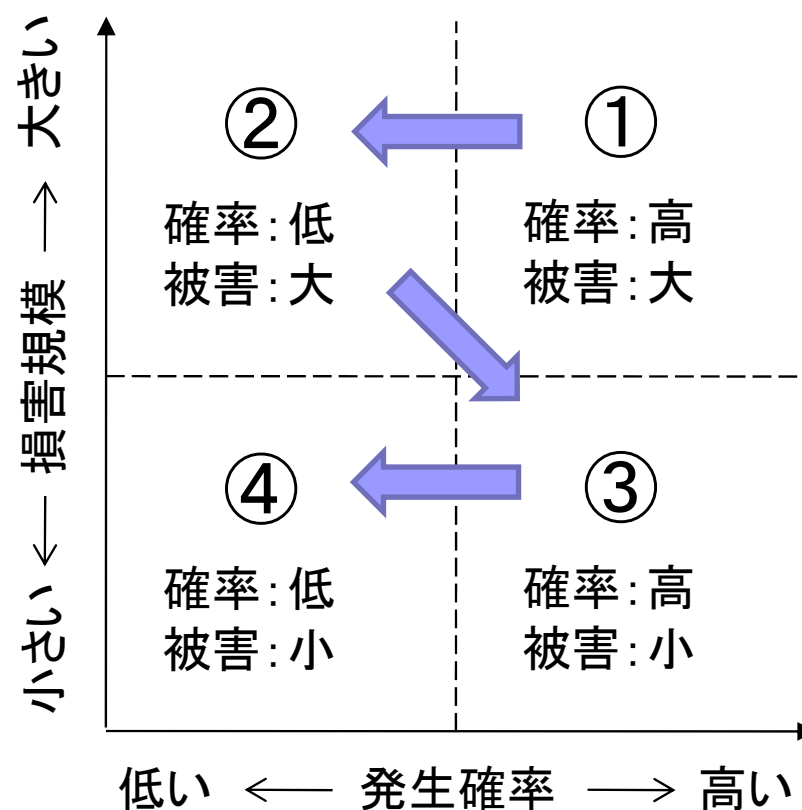 大きい
↑
損害規模
↓
小さい
②
確率:低
被害:大
①
確率:高
被害:大
④
確率:低
被害:小
③
確率:高
被害:小
低い ← 発生確率 → 高い